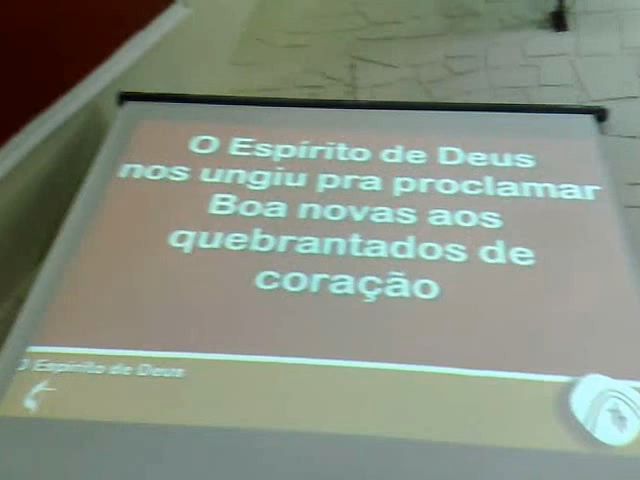 O Espírito de Deus
nos ungiu pra proclamar
Boa novas aos
quebrantados de
coração
O Espírito de Deus